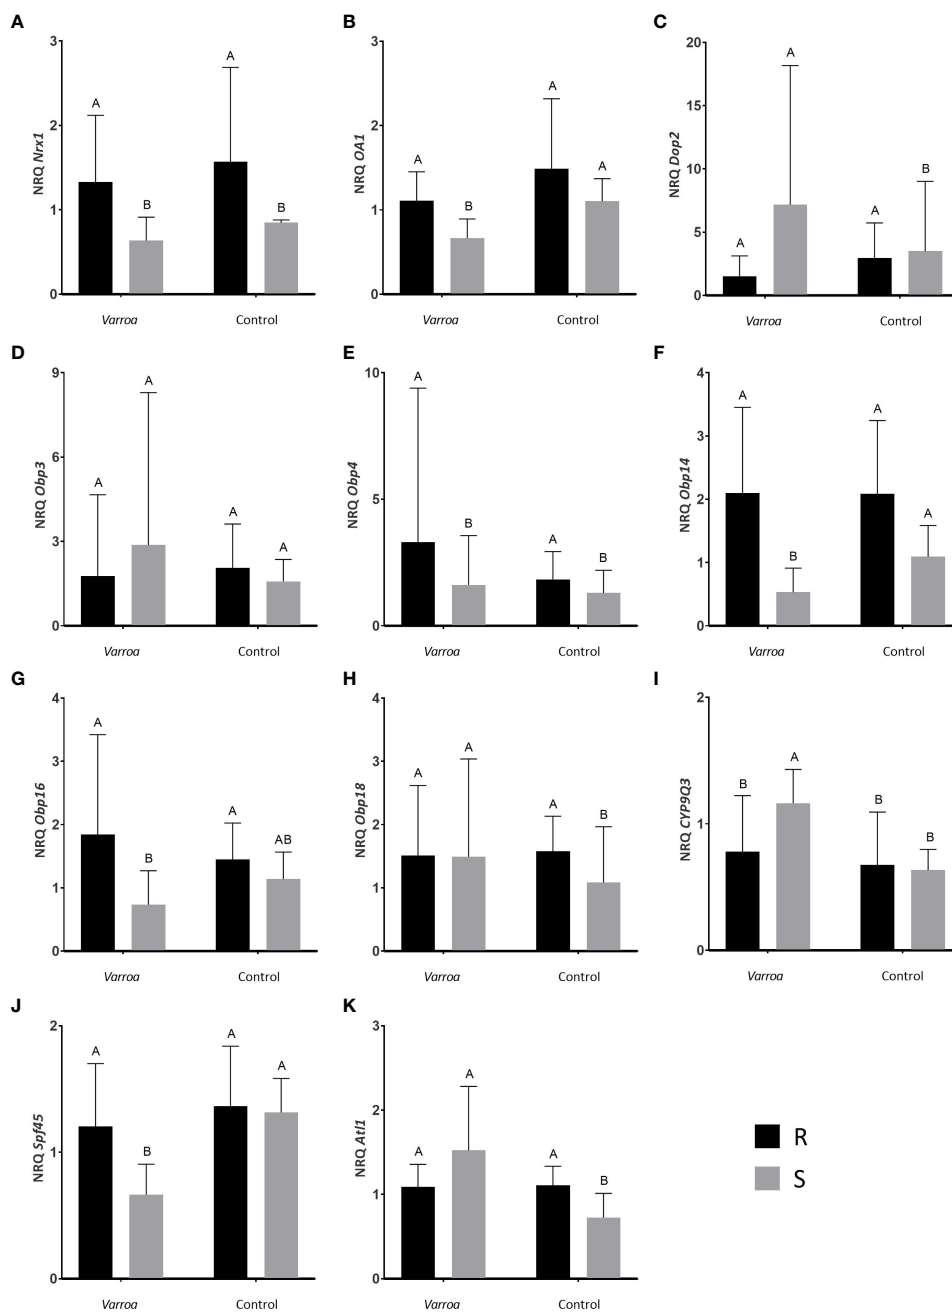 A
3
2
1
0
NRQ Nrx1
A
B
A
B
Varroa
Control
B
3
2
1
0
NRQ OA1
A
B
A
A
Varroa
Control
C
20
15
10
5
0
NRQ Dop2
A
A
A
B
Varroa
Control
D
9
6
3
0
NRQ Obp3
A
A
A
A
Varroa
Control
E
10
5
0
NRQ Obp4
A
B
A
B
Varroa
Control
F
4
3
2
1
0
NRQ Obp14
A
B
A
A
Varroa
Control
G
4
3
2
1
0
NRQ Obp16
A
B
A
AB
Varroa
Control
H
4
3
2
1
0
NRQ Obp18
A
A
A
B
Varroa
Control
I
2
1
0
NRQ CYP9Q3
B
A
B
B
Varroa
Control
J
2
1
0
NRQ Spf45
A
B
A
A
Varroa
Control
K
3
2
1
0
NRQ Atl1
A
A
A
B
Varroa
Control
R
S